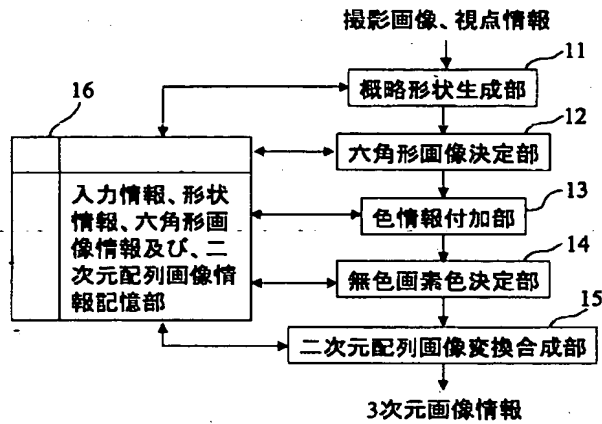 撮影画像、視点情報
11
概略形状生成部
16
12
六角形画像決定部
入力情報、形状
情報、六角形画
像情報及び、二
次元配列画像情
報記憶部
13
色情報付加部
14
無色画素色決定部
15
二次元配列画像変換合成部
3次元画像情報